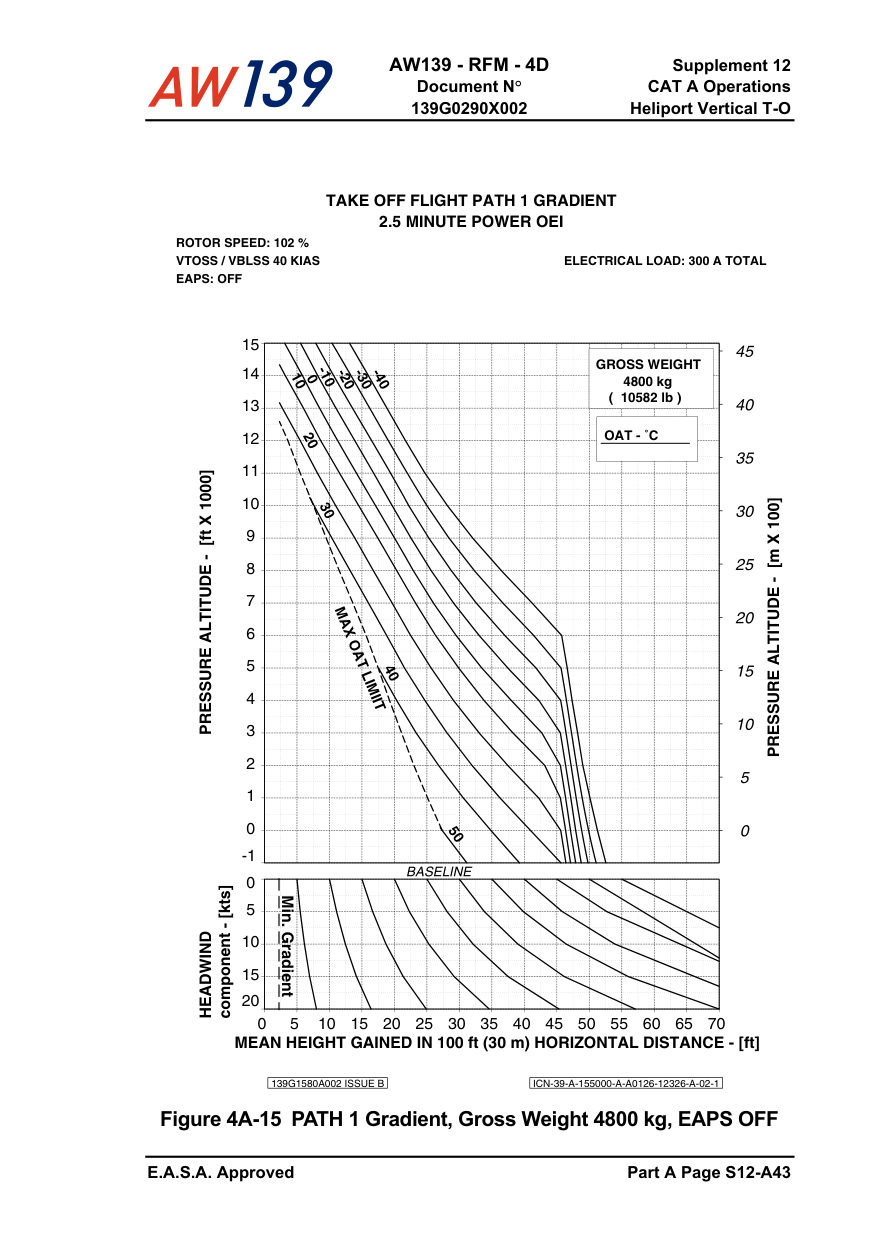 AW139
AW139 - RFM - 4D
Document N°
139G0290X002
Supplement 12
CAT A Operations
Heliport Vertical T-O
TAKE OFF FLIGHT PATH 1 GRADIENT
2.5 MINUTE POWER OEI
ROTOR SPEED: 102 %
VTOSS / VBLSS 40 KIAS
EAPS: OFF
ELECTRICAL LOAD: 300 A TOTAL
GROSS WEIGHT
4800 kg
( 10582 lb )
OAT - ˚C
PRESSURE ALTITUDE - [ft X 1000]
15
14
13
12
11
10
9
8
7
6
5
4
3
2
1
0
-1
10
0
-10
-20
-30
-40
20
30
40
50
MAX OAT LIMIIT
45
40
35
30
25
20
15
10
5
0
PRESSURE ALTITUDE - [m X 100]
BASELINE
HEADWIND
component - [kts]
0
5
10
15
20
Min. Gradient
0 5 10 15 20 25 30 35 40 45 50 55 60 65 70
MEAN HEIGHT GAINED IN 100 ft (30 m) HORIZONTAL DISTANCE - [ft]
139G1580A002 ISSUE B
ICN-39-A-155000-A-A0126-12326-A-02-1
Figure 4A-15 PATH 1 Gradient, Gross Weight 4800 kg, EAPS OFF
E.A.S.A. Approved
Part A Page S12-A43